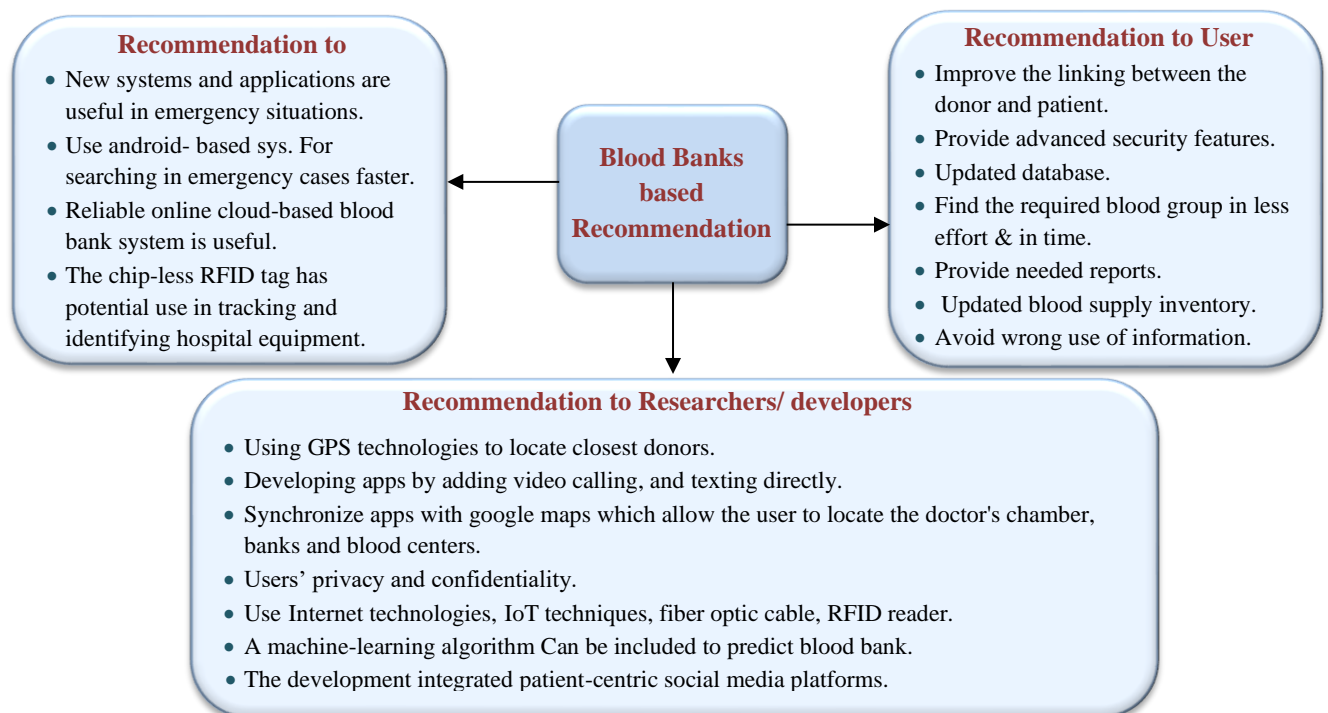 Recommendation to
• New systems and applications are
useful in emergency situations.
• Use android- based sys. For
searching in emergency cases faster.
• Reliable online cloud-based blood
bank system is useful.
• The chip-less RFID tag has
potential use in tracking and
identifying hospital equipment.
Blood Banks
based
Recommendation
Recommendation to User
• Improve the linking between the
donor and patient.
• Provide advanced security features.
• Updated database.
• Find the required blood group in less
effort & in time.
• Provide needed reports.
• Updated blood supply inventory.
• Avoid wrong use of information.
Recommendation to Researchers/ developers
• Using GPS technologies to locate closest donors.
• Developing apps by adding video calling, and texting directly.
• Synchronize apps with google maps which allow the user to locate the doctor's chamber,
banks and blood centers.
• Users’ privacy and confidentiality.
• Use Internet technologies, IoT techniques, fiber optic cable, RFID reader.
• A machine-learning algorithm Can be included to predict blood bank.
• The development integrated patient-centric social media platforms.